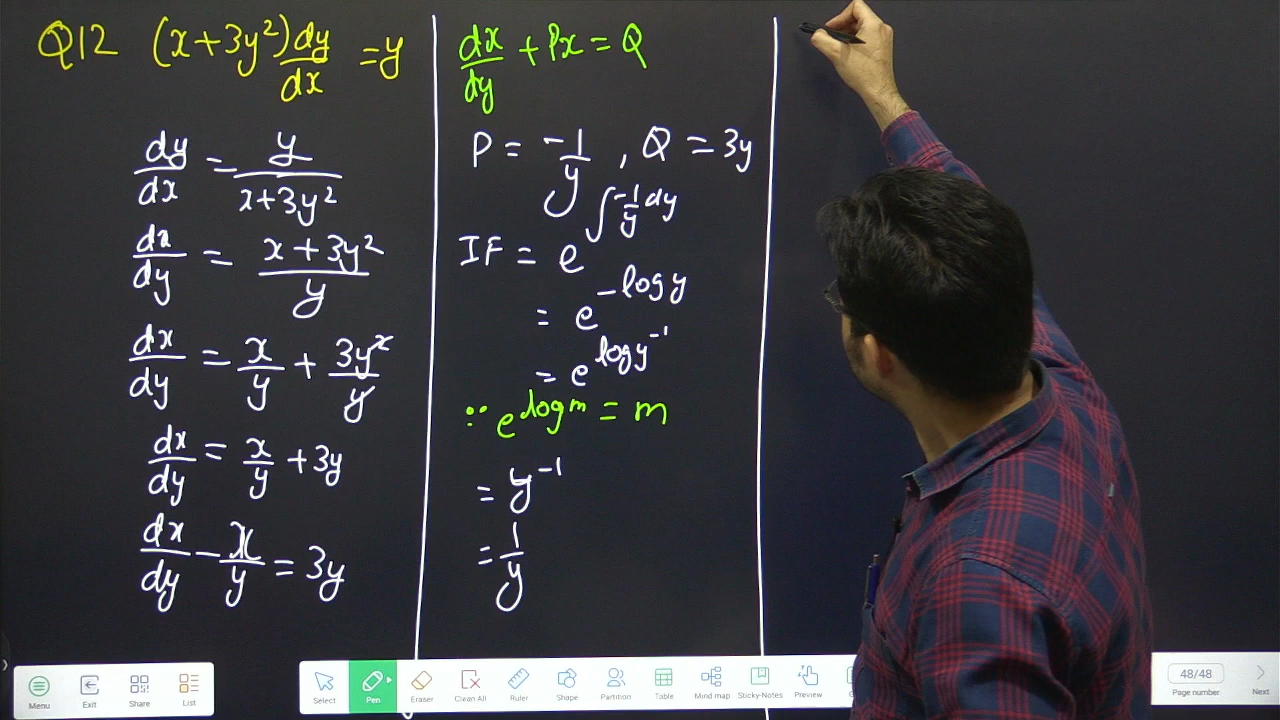 Q12 (x+3y²)dy/dx =y
dy/dx = y/x+3y²
dx/dy = x+3y²/y
dx/dy = x/y + 3y²/y
dx/dy = x/y +3y
dx/dy - x/y = 3y
dx/dy + Px = Q
P = -1/y , Q = 3y
IF = e^∫-1/y dy
= e^-log y
= e^log y^-1
∵ e^log m = m
= y^-1
= 1/y
Menu
Exit
Share
List
Select
Pen
Eraser
Clean All
Ruler
Shape
Partition
Table
Mind map
Sticky-Notes
Preview
48/48
Page number
Next